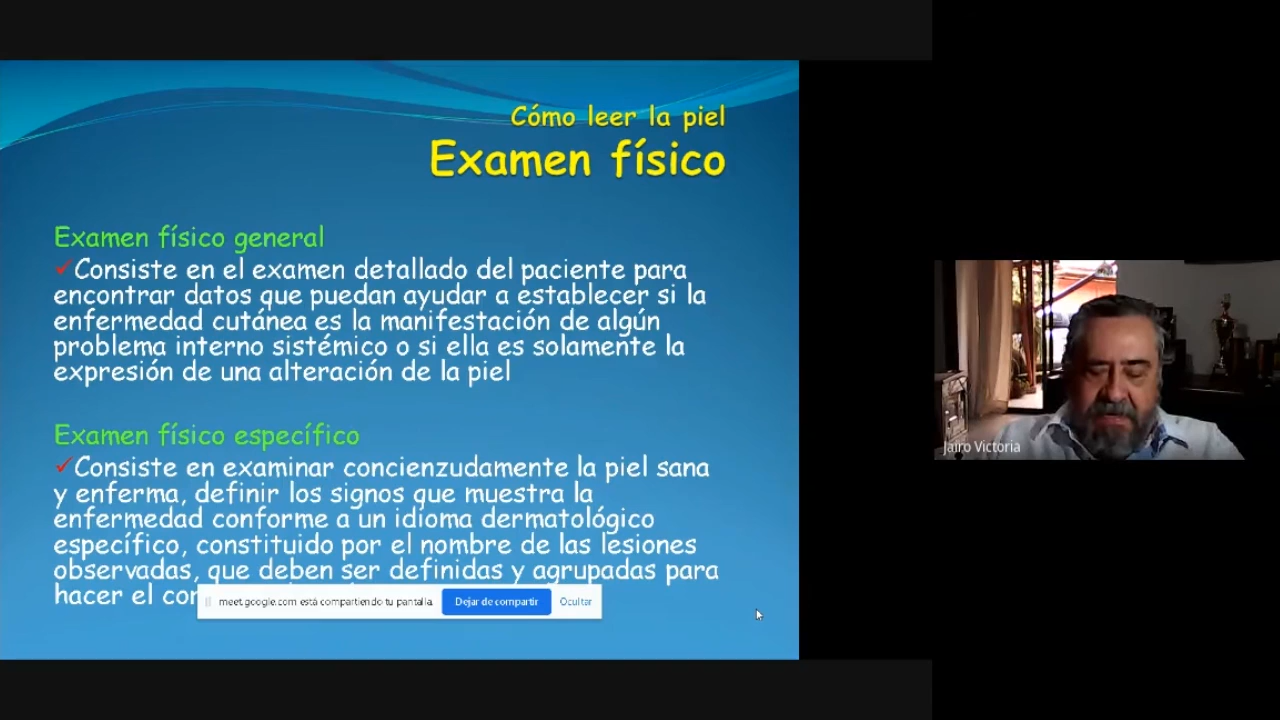 Cómo leer la piel
Examen físico
Examen físico general
✓Consiste en el examen detallado del paciente para
encontrar datos que puedan ayudar a establecer si la
enfermedad cutánea es la manifestación de algún
problema interno sistémico o si ella es solamente la
expresión de una alteración de la piel
Examen físico específico
✓Consiste en examinar concienzudamente la piel sana
y enferma, definir los signos que muestra la
enfermedad conforme a un idioma dermatológico
específico, constituido por el nombre de las lesiones
observadas, que deben ser definidas y agrupadas para
hacer el
meet.google.com está compartiendo tu pantalla.
Dejar de compartir
Ocultar
Jairo Victoria